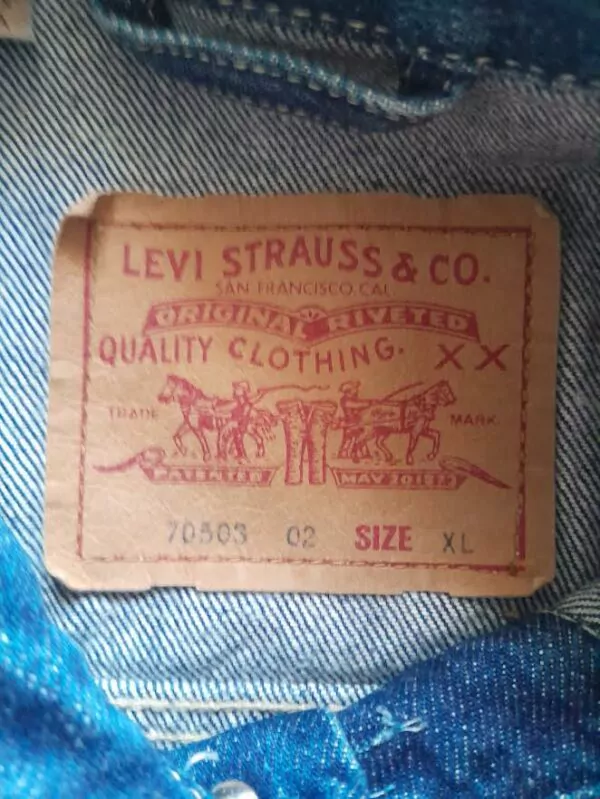 LEVI STRAUSS & CO.
SAN FRANCISCO, CAL.
ORIGINAL RIVETED
QUALITY CLOTHING. XX
TRADE MARK.
PATENTED MAY 20 1873
70503 02 SIZE XL